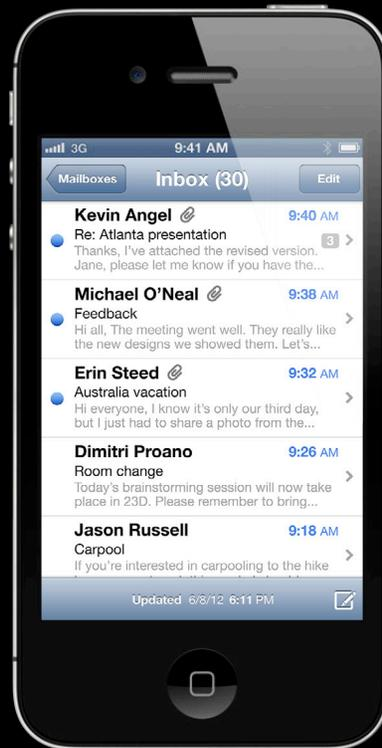 3G 9:41 AM
Mailboxes Inbox (30) Edit
Kevin Angel 9:40 AM
Re: Atlanta presentation
Thanks, I've attached the revised version. 3
Jane, please let me know if you have the...
Michael O'Neal 9:38 AM
Feedback
Hi all, The meeting went well. They really like
the new designs we showed them. Let's...
Erin Steed 9:32 AM
Australia vacation
Hi everyone, I know it's only our third day,
but I just had to share a photo from the...
Dimitri Proano 9:26 AM
Room change
Today's brainstorming session will now take
place in 23D. Please remember to bring...
Jason Russell 9:18 AM
Carpool
If you're interested in carpooling to the hike
Updated 6/8/12 6:11 PM